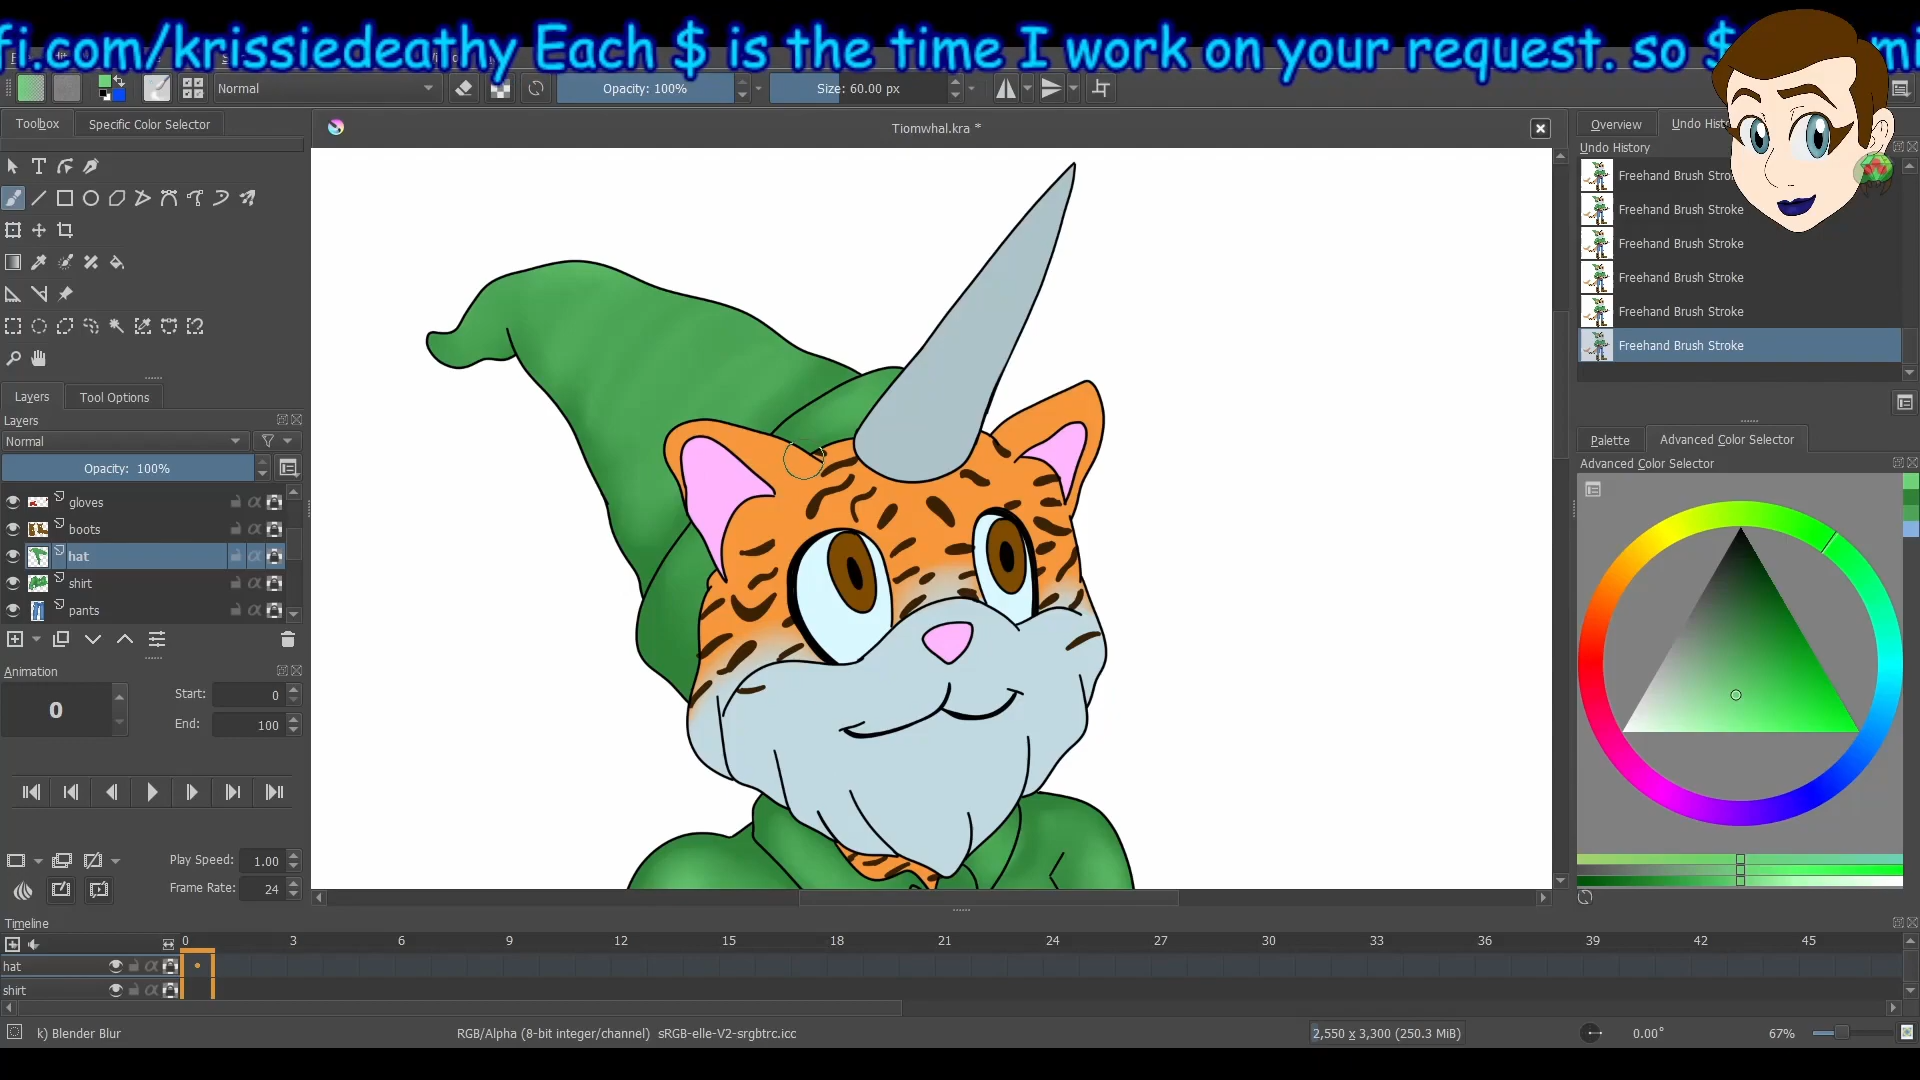 fi.com/krissiedeathy Each $ is the time I work on your request. so $
Normal
Opacity: 100%
Size: 60.00 px
Toolbox
Specific Color Selector
Tiomwhal.kra *
Overview
Undo History
Freehand Brush Stroke
Freehand Brush Stroke
Freehand Brush Stroke
Freehand Brush Stroke
Freehand Brush Stroke
Layers
Tool Options
Layers
Normal
Opacity: 100%
gloves
boots
hat
shirt
pants
Palette
Advanced Color Selector
Advanced Color Selector
Animation
0
Start: 0
End: 100
Play Speed: 1.00
Frame Rate: 24
Timeline
0 3 6 9 12 15 18 21 24 27 30 33 36 39 42 45
hat
shirt
k) Blender Blur
RGB/Alpha (8-bit integer/channel) sRGB-elle-V2-srgbtrc.icc
2,550 x 3,300 (250.3 MiB)
0.00°
67%